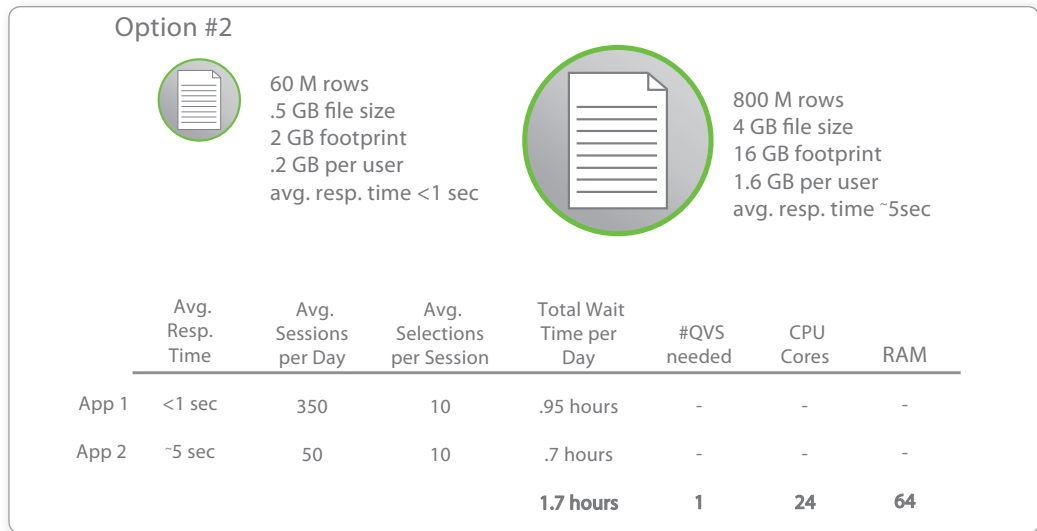 Option #2
60 M rows
.5 GB file size
2 GB footprint
.2 GB per user
avg. resp. time <1 sec
800 M rows
4 GB file size
16 GB footprint
1.6 GB per user
avg. resp. time ~5sec
Avg. Resp. Time
Avg. Sessions per Day
Avg. Selections per Session
Total Wait Time per Day
#QVS needed
CPU Cores
RAM
App 1 <1 sec 350 10 .95 hours - - -
App 2 ~5 sec 50 10 .7 hours - - -
1.7 hours 1 24 64